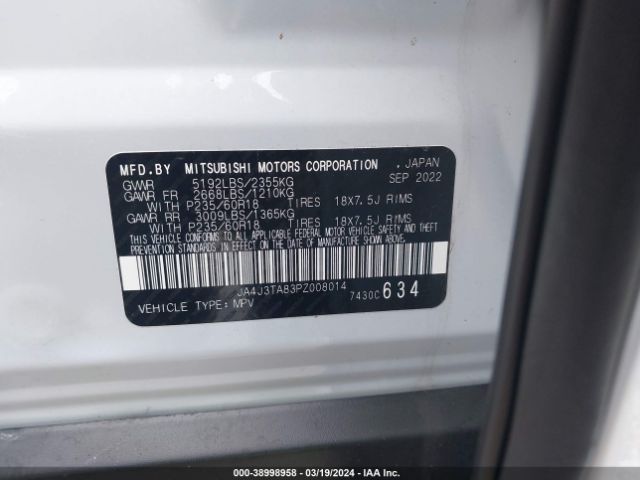 MFD.BY MITSUBISHI MOTORS CORPORATION . JAPAN
SEP 2022
GVWR 5192LBS/2355KG
GAWR FR 2668LBS/1210KG
WITH P235/60R18 TIRES 18X7.5J RIMS
GAWR RR 3009LBS/1365KG
WITH P235/60R18 TIRES 18X7.5J RIMS
THIS VEHICLE CONFORMS TO ALL APPLICABLE FEDERAL MOTOR VEHICLE SAFETY
AND THEFT PREVENTION STANDARDS IN EFFECT ON THE DATE OF MANUFACTURE SHOWN ABOVE.
JA4J3TA83PZ008014
7430C 634
VEHICLE TYPE: MPV
000-38998958 - 03/19/2024 - IAA Inc.